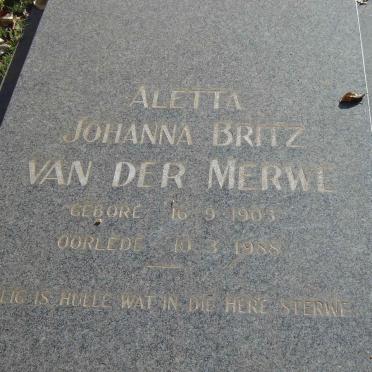 ALETTA
JOHANNA BRITZ
VAN DER MERWE
GEBORE 16.9.1903
OORLEDE 10.3.1988
LIG IS HULLE WAT IN DIE HERE STERWE